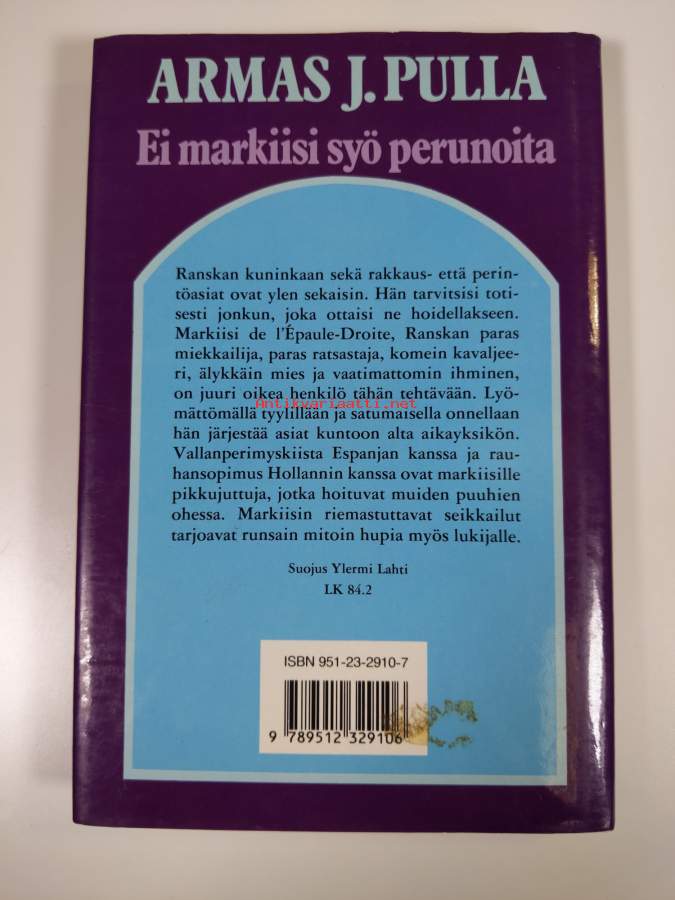 ARMAS J. PULLA
Ei markiisi syö perunoita
Ranskan kuninkaan sekä rakkaus- että perin-
töasiat ovat ylen sekaisin. Hän tarvitsisi toti-
sesti jonkun, joka ottaisi ne hoidellakseen.
Markiisi de l'Épaule-Droite, Ranskan paras
miekkailija, paras ratsastaja, komein kavaljee-
ri, älykkäin mies ja vaatimattomin ihminen,
on juuri oikea henkilö tähän tehtävään. Lyö-
antikvariaatti.net
mättömällä tyylillään ja satumaisella onnellaan
hän järjestää asiat kuntoon alta aikayksikön.
Vallanperimyskiista Espanjan kanssa ja rau-
hansopimus Hollannin kanssa ovat markiisille
pikkujuttuja, jotka hoituvat muiden puuhien
ohessa. Markiisin riemastuttavat seikkailut
tarjoavat runsain mitoin hupia myös lukijalle.
Suojus Ylermi Lahti
LK 84.2
ISBN 951-23-2910-7
9 789512 329106